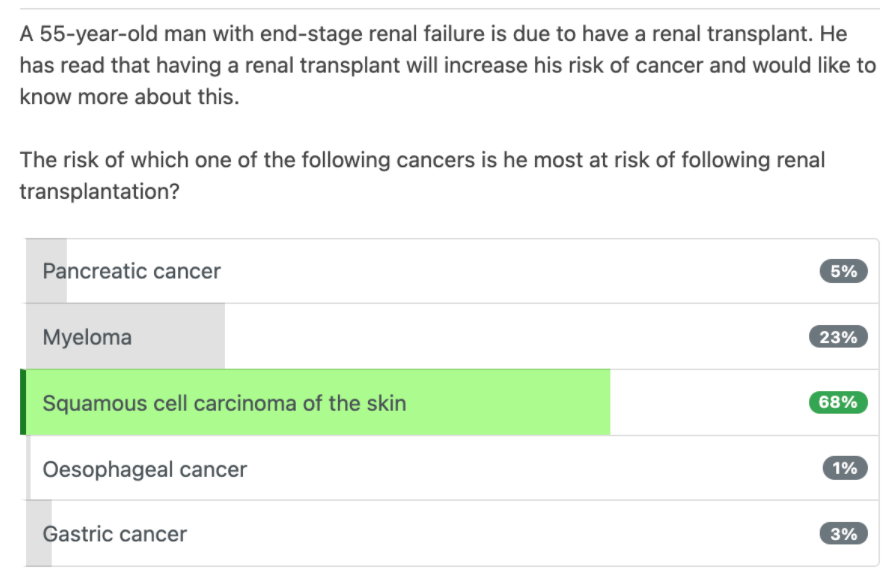 A 55-year-old man with end-stage renal failure is due to have a renal transplant. He
has read that having a renal transplant will increase his risk of cancer and would like to
know more about this.
The risk of which one of the following cancers is he most at risk of following renal
transplantation?
Pancreatic cancer 5%
Myeloma 23%
Squamous cell carcinoma of the skin 68%
Oesophageal cancer 1%
Gastric cancer 3%